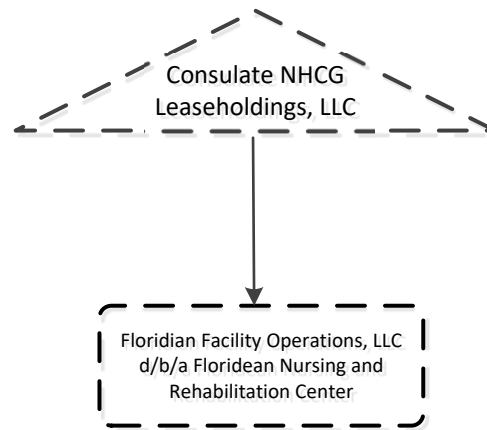 Consulate NHCG
Leaseholdings, LLC
Floridian Facility Operations, LLC
d/b/a Floridean Nursing and
Rehabilitation Center